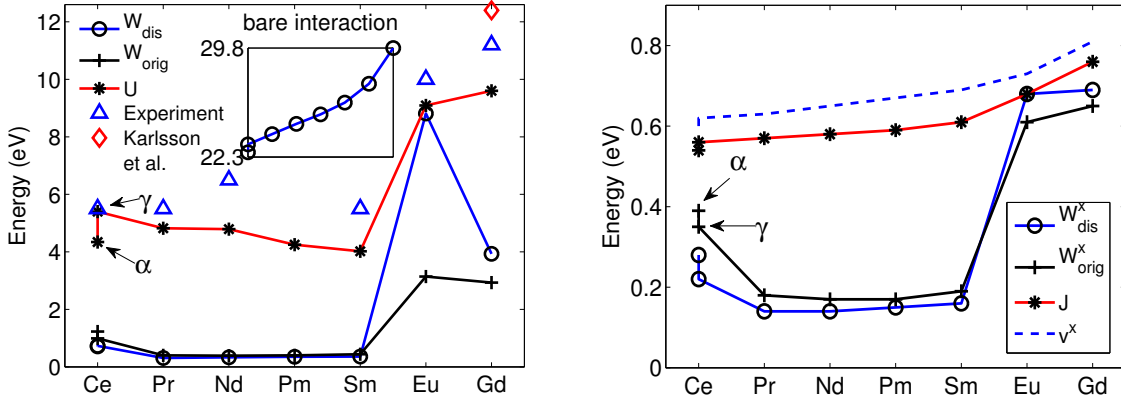 12
10
8
6
4
2
0
Energy (eV)
W_dis
W_orig
U
Experiment
Karlsson
et al.
bare interaction
29.8
22.3
γ
α
Ce Pr Nd Pm Sm Eu Gd
0.8
0.6
0.4
0.2
0
Energy (eV)
α
γ
W^x_dis
W^x_orig
J
v^x
Ce Pr Nd Pm Sm Eu Gd